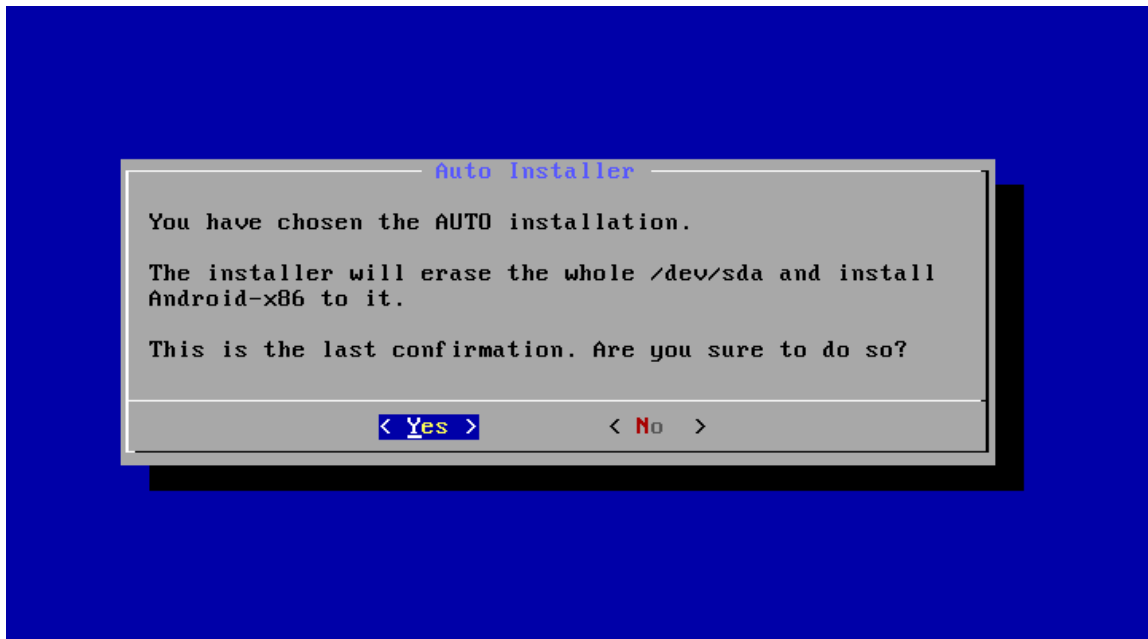 Auto Installer
You have chosen the AUTO installation.
The installer will erase the whole /dev/sda and install
Android-x86 to it.
This is the last confirmation. Are you sure to do so?
< Yes > < No >